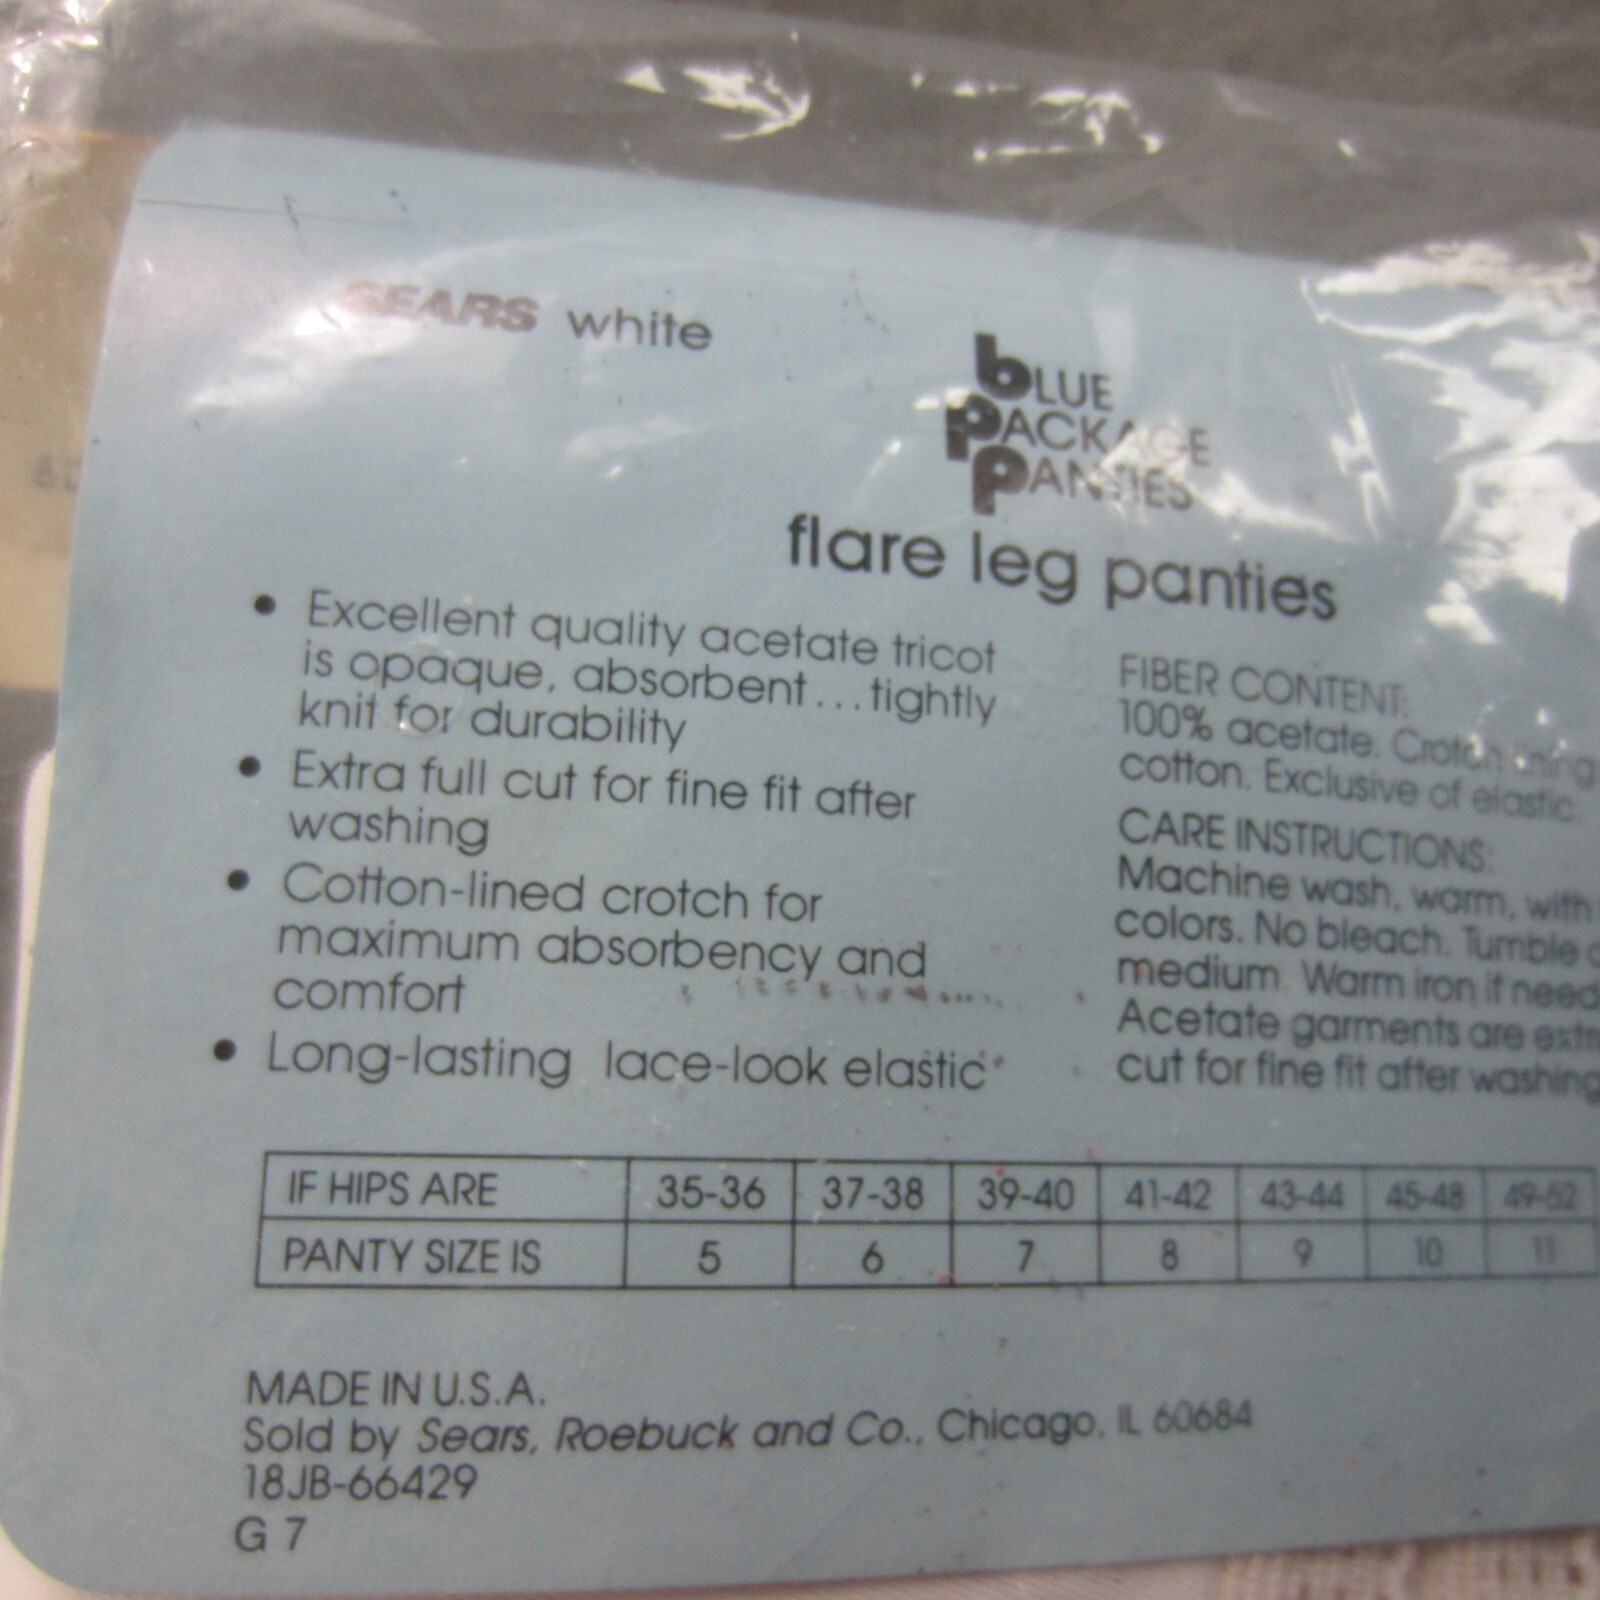 SEARS white
BLUE
PACKAGE
PANTIES
flare leg panties
• Excellent quality acetate tricot
is opaque, absorbent...tightly
knit for durability
• Extra full cut for fine fit after
washing
• Cotton-lined crotch for
maximum absorbency and
comfort
• Long-lasting lace-look elastic
FIBER CONTENT:
100% acetate. Crotch lining
cotton. Exclusive of elastic.
CARE INSTRUCTIONS:
Machine wash, warm, with
colors. No bleach. Tumble
medium. Warm iron if
Acetate garments are
cut for fine fit after washing
IF HIPS ARE 35-36 37-38 39-40 41-42 43-44 45-48 49-52
PANTY SIZE IS 5 6 7 8 9 10 11
MADE IN U.S.A.
Sold by Sears, Roebuck and Co., Chicago, IL 60684
18JB-66429
G 7